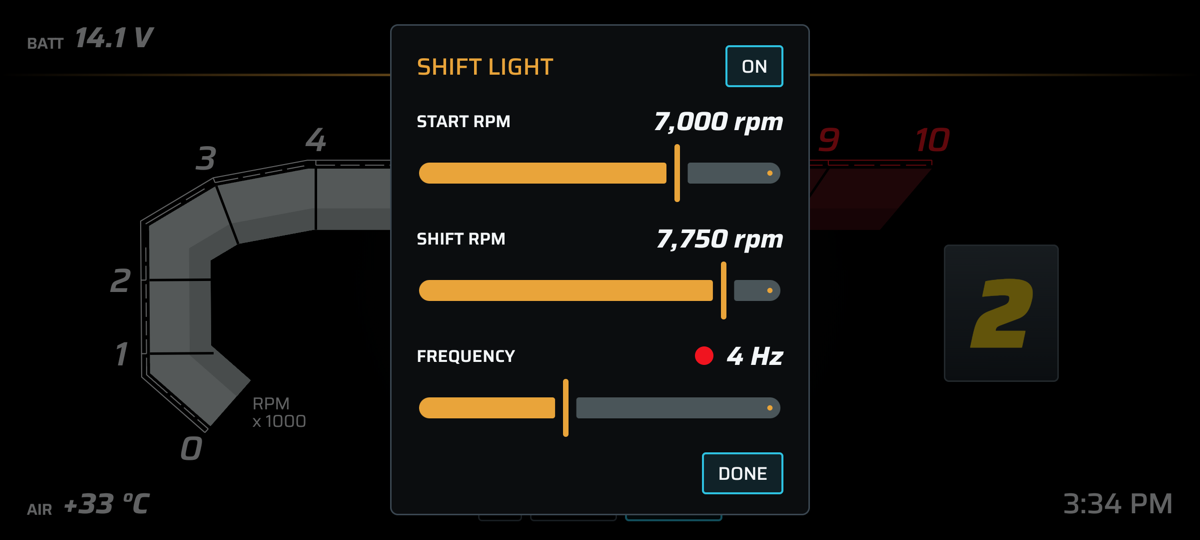 BATT 14.1 V
SHIFT LIGHT
ON
START RPM 7,000 rpm
3 4 9 10
SHIFT RPM 7,750 rpm
2
2
1
FREQUENCY 4 Hz
RPM
x 1000
0
DONE
AIR +33 °C
3:34 PM